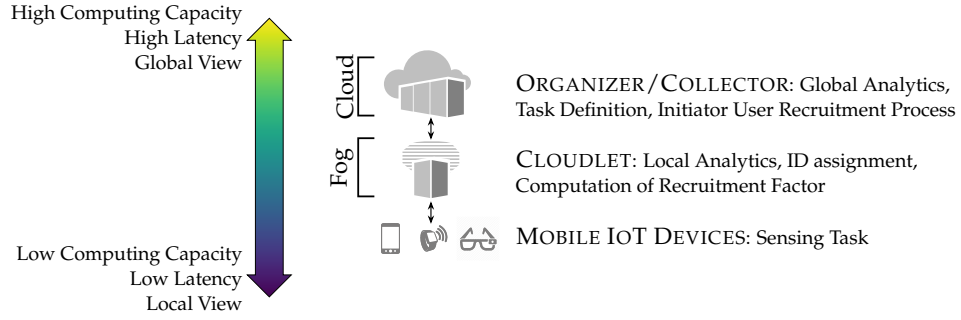 High Computing Capacity
High Latency
Global View
Cloud
ORGANIZER/COLLECTOR: Global Analytics,
Task Definition, Initiator User Recruitment Process
Fog
CLOUDLET: Local Analytics, ID assignment,
Computation of Recruitment Factor
MOBILE IOT DEVICES: Sensing Task
Low Computing Capacity
Low Latency
Local View